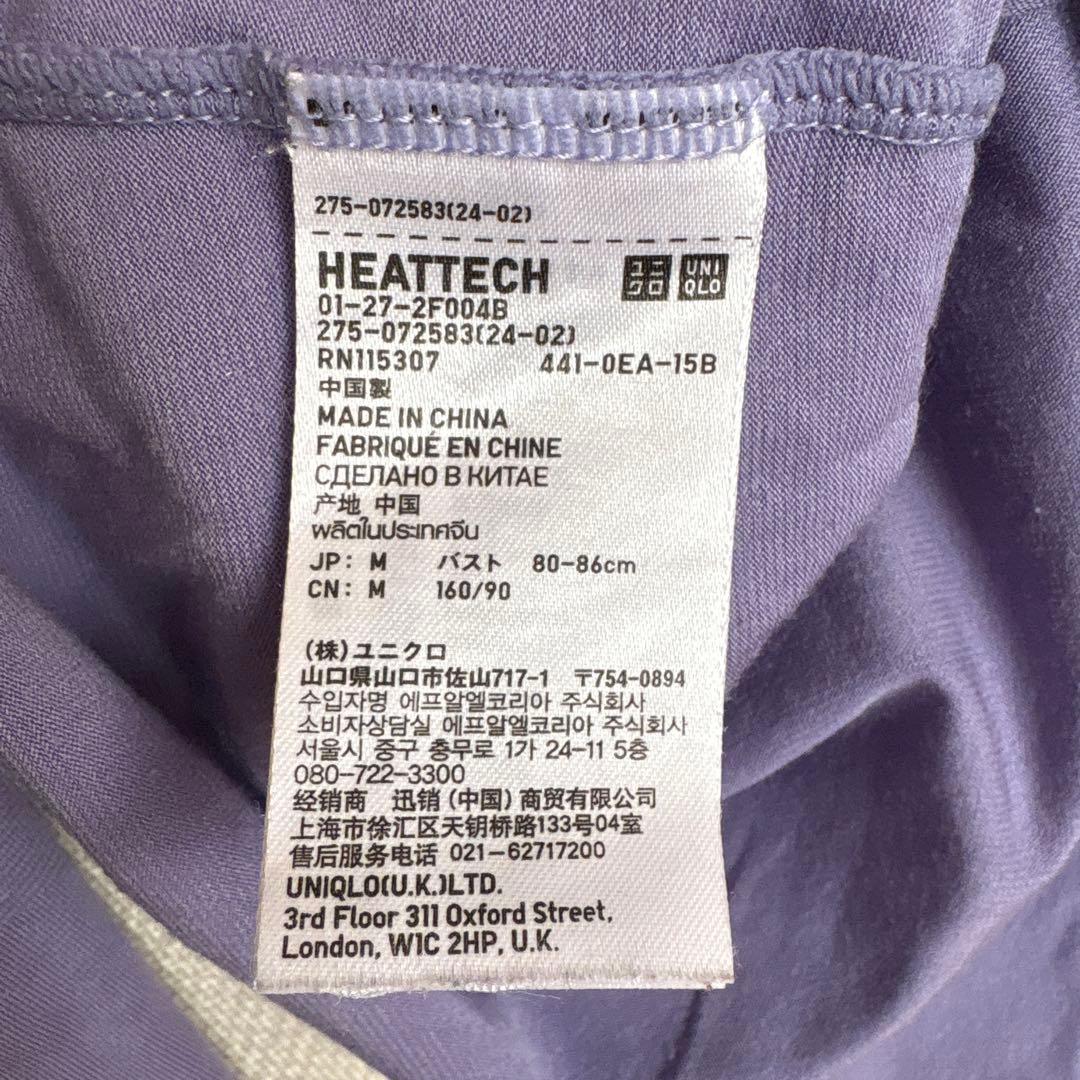 275-072583(24-02)
HEATTECH ユニクロ UNIQLO
01-27-2F004B
275-072583(24-02)
RN115307 441-0EA-15B
中国製
MADE IN CHINA
FABRIQUÉ EN CHINE
СДЕЛАНО В КИТАЕ
产地 中国
ผลิตในประเทศจีน
JP: M バスト 80-86cm
CN: M 160/90
(株)ユニクロ
山口県山口市佐山717-1 〒754-0894
수입자명 에프알엘코리아 주식회사
소비자상담실 에프알엘코리아 주식회사
서울시 중구 충무로 1가 24-11 5층
080-722-3300
经销商 迅销(中国)商贸有限公司
上海市徐汇区天钥桥路133号04室
售后服务电话 021-62717200
UNIQLO(U.K.)LTD.
3rd Floor 311 Oxford Street,
London, W1C 2HP, U.K.